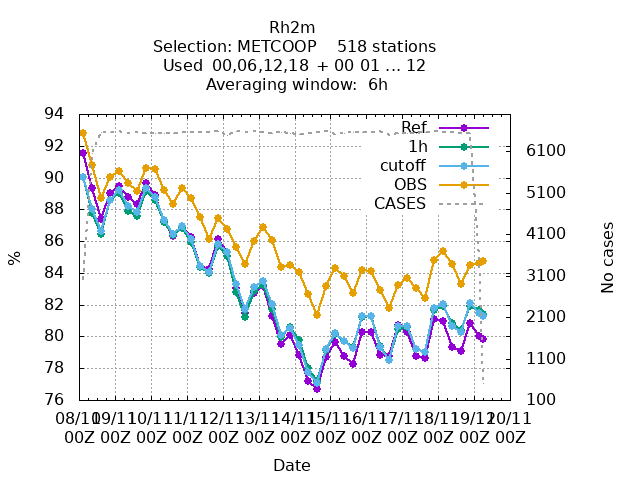 Rh2m
Selection: METCOOP 518 stations
Used 00,06,12,18 + 00 01 ... 12
Averaging window: 6h
94
92
90
88
86
84
82
80
78
76
%
6100
5100
4100
3100
2100
1100
100
No cases
Ref
1h
cutoff
OBS
CASES
08/11 09/11 10/11 11/11 12/11 13/11 14/11 15/11 16/11 17/11 18/11 19/11 20/11
00Z 00Z 00Z 00Z 00Z 00Z 00Z 00Z 00Z 00Z 00Z 00Z 00Z
Date